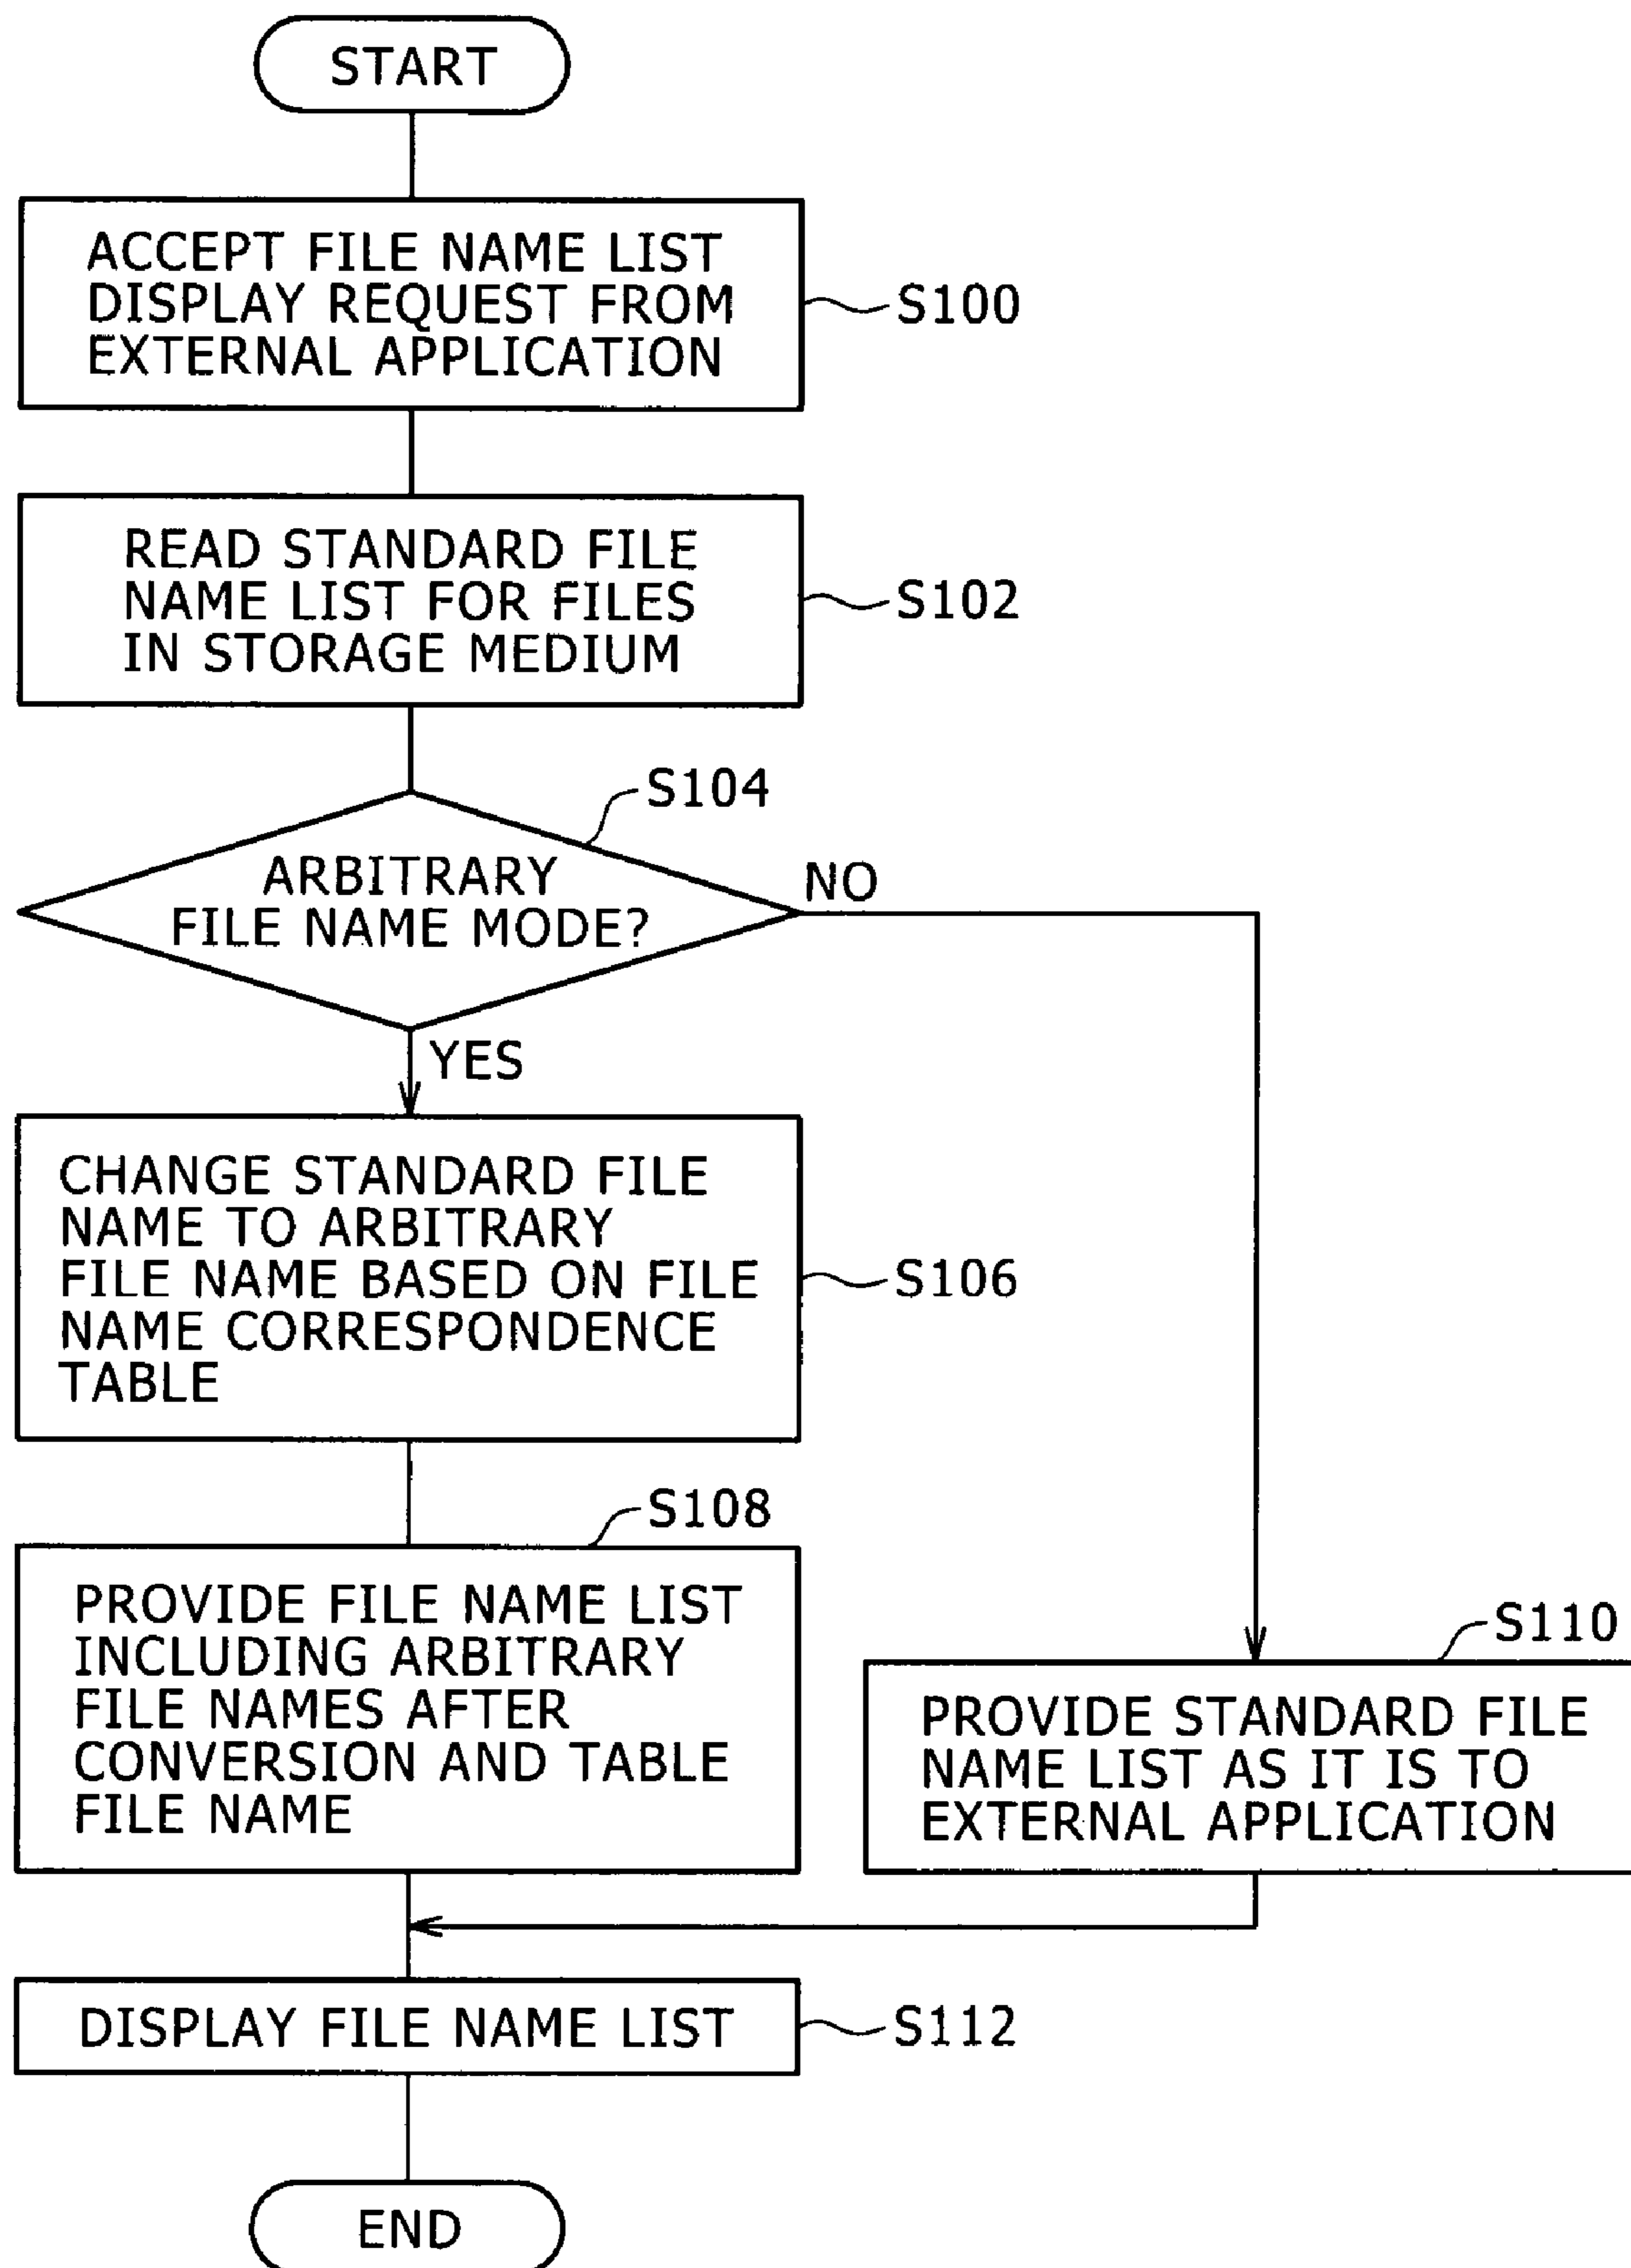 START
ACCEPT FILE NAME LIST
DISPLAY REQUEST FROM
EXTERNAL APPLICATION
S100
READ STANDARD FILE
NAME LIST FOR FILES
IN STORAGE MEDIUM
S102
S104
ARBITRARY
FILE NAME MODE?
NO
YES
CHANGE STANDARD FILE
NAME TO ARBITRARY
FILE NAME BASED ON FILE
NAME CORRESPONDENCE
TABLE
S106
S108
PROVIDE FILE NAME LIST
INCLUDING ARBITRARY
FILE NAMES AFTER
CONVERSION AND TABLE
FILE NAME
S110
PROVIDE STANDARD FILE
NAME LIST AS IT IS TO
EXTERNAL APPLICATION
DISPLAY FILE NAME LIST
S112
END